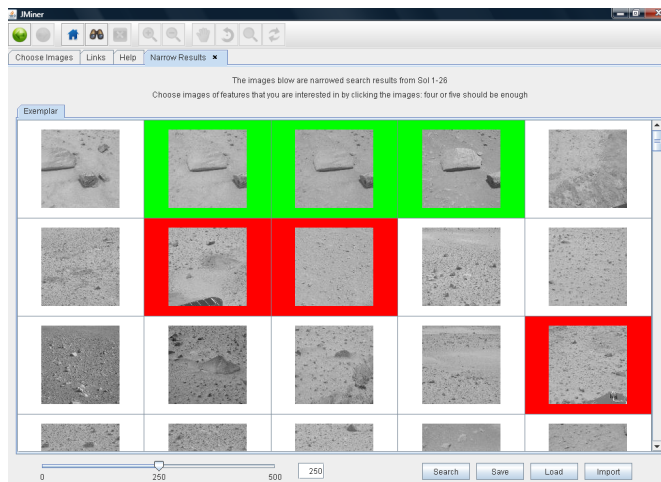 JMiner
Choose Images Links Help Narrow Results ×
The images blow are narrowed search results from Sol 1-26
Choose images of features that you are interested in by clicking the images: four or five should be enough
Exemplar
0 250 500 250 Search Save Load Import